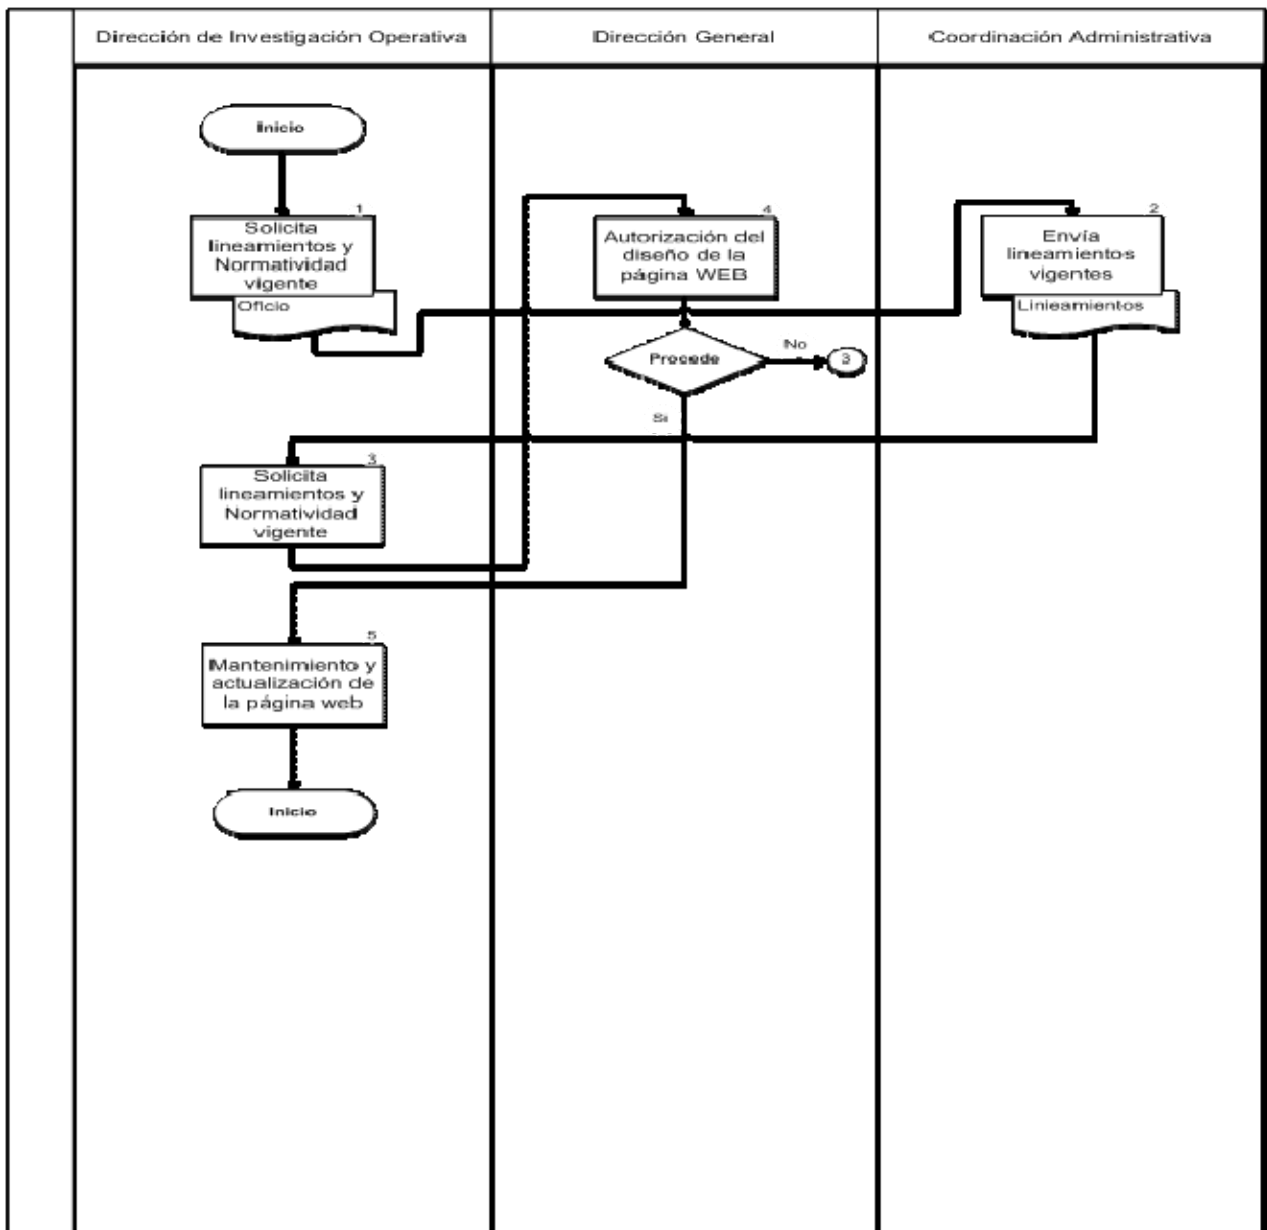 Dirección de Investigación Operativa
Dirección General
Coordinación Administrativa
Inicio
1
Solicita
lineamientos y
Normatividad
vigente
Oficio
4
Autorización del
diseño de la
página WEB
2
Envía
lineamientos
vigentes
Linieamientos
Procede
No
3
Si
3
Solicita
lineamientos y
Normatividad
vigente
5
Mantenimiento y
actualización de
la página web
Inicio